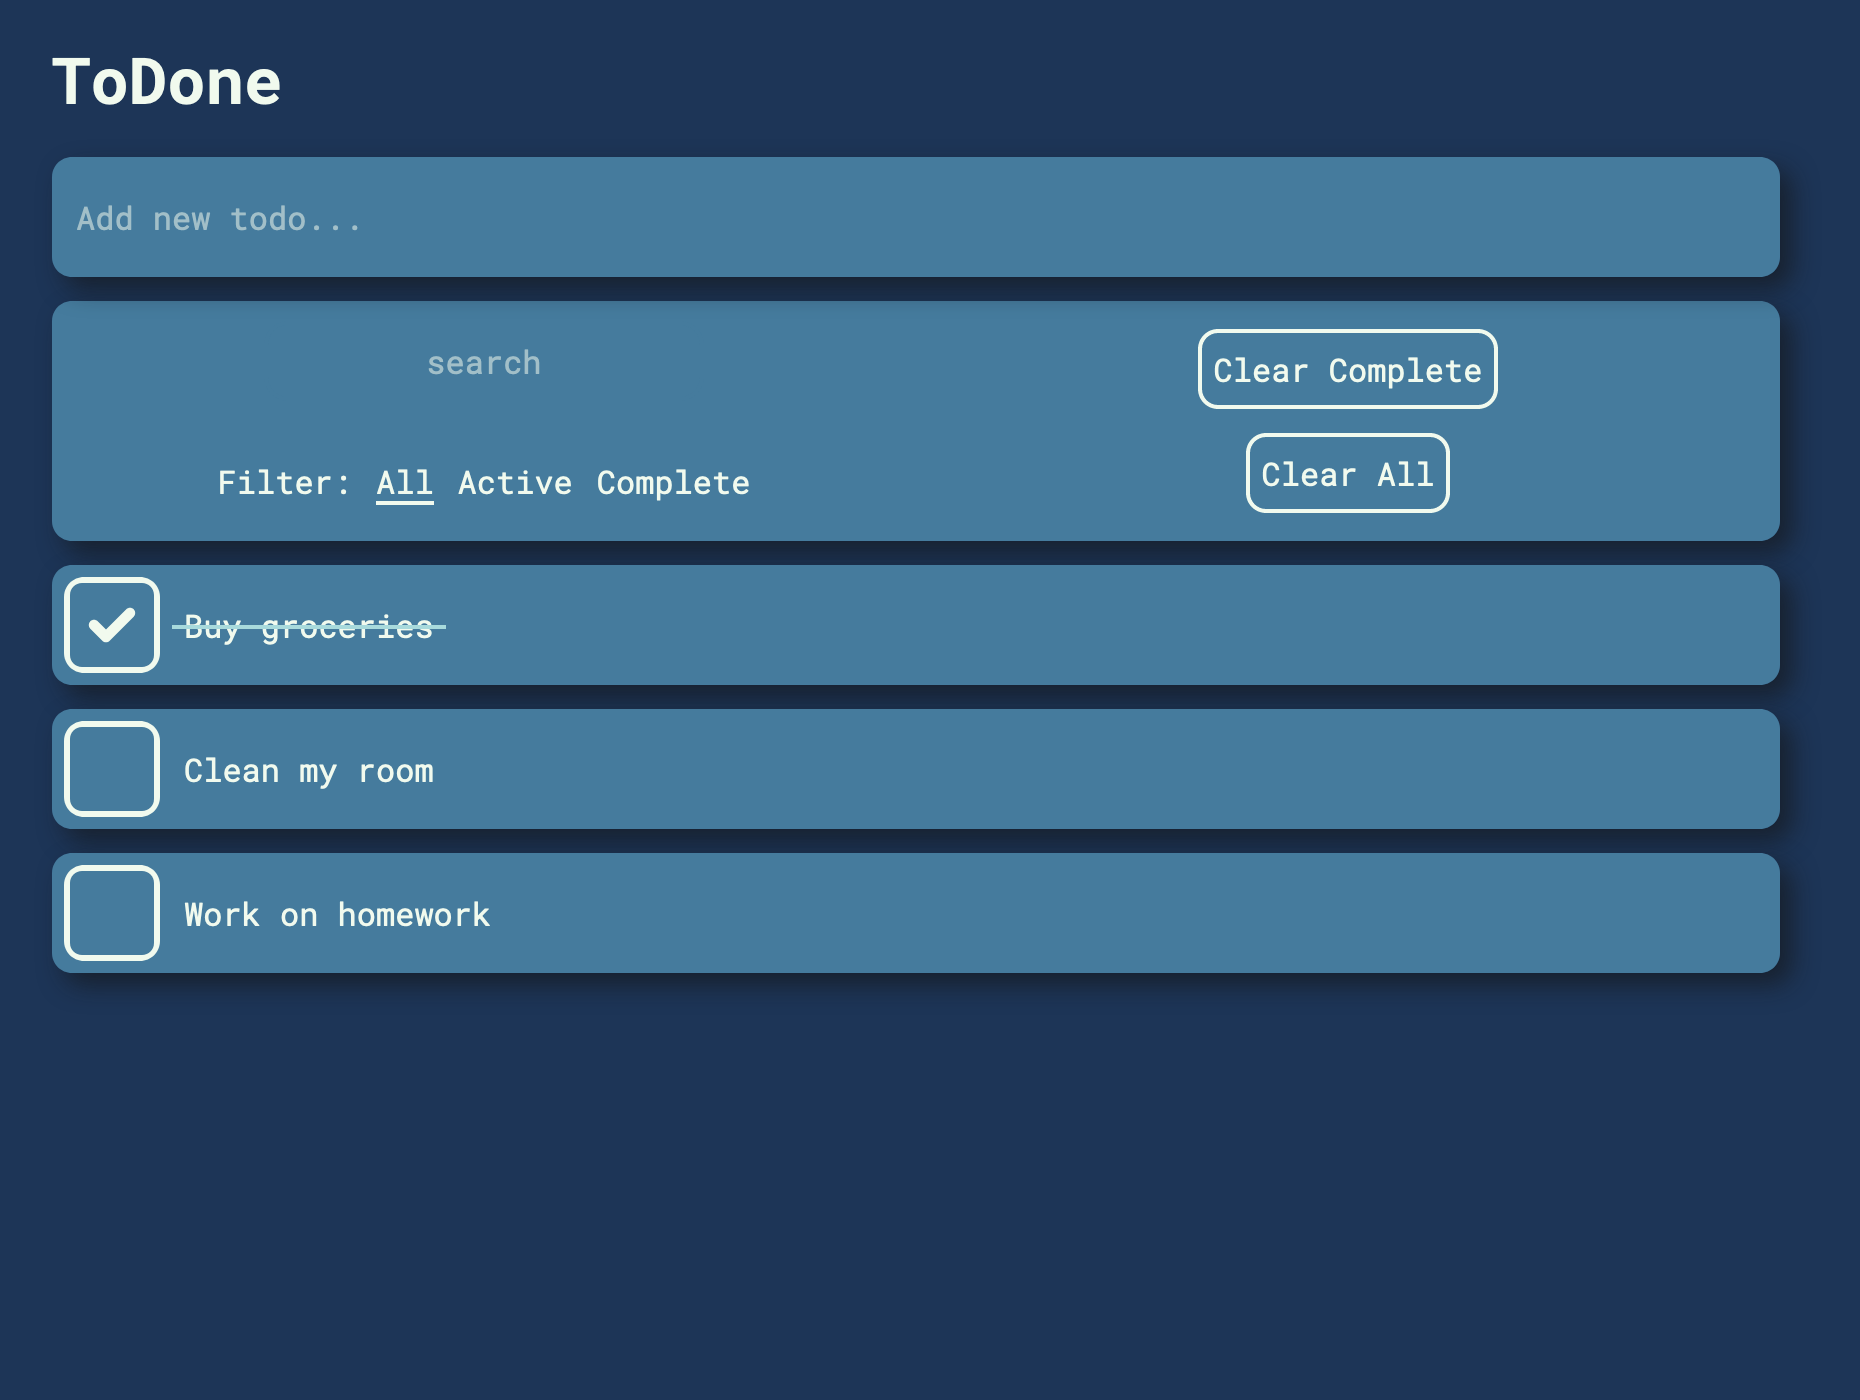 ToDone
Add new todo...
search
Clear Complete
Filter: All Active Complete
Clear All
Buy groceries
Clean my room
Work on homework